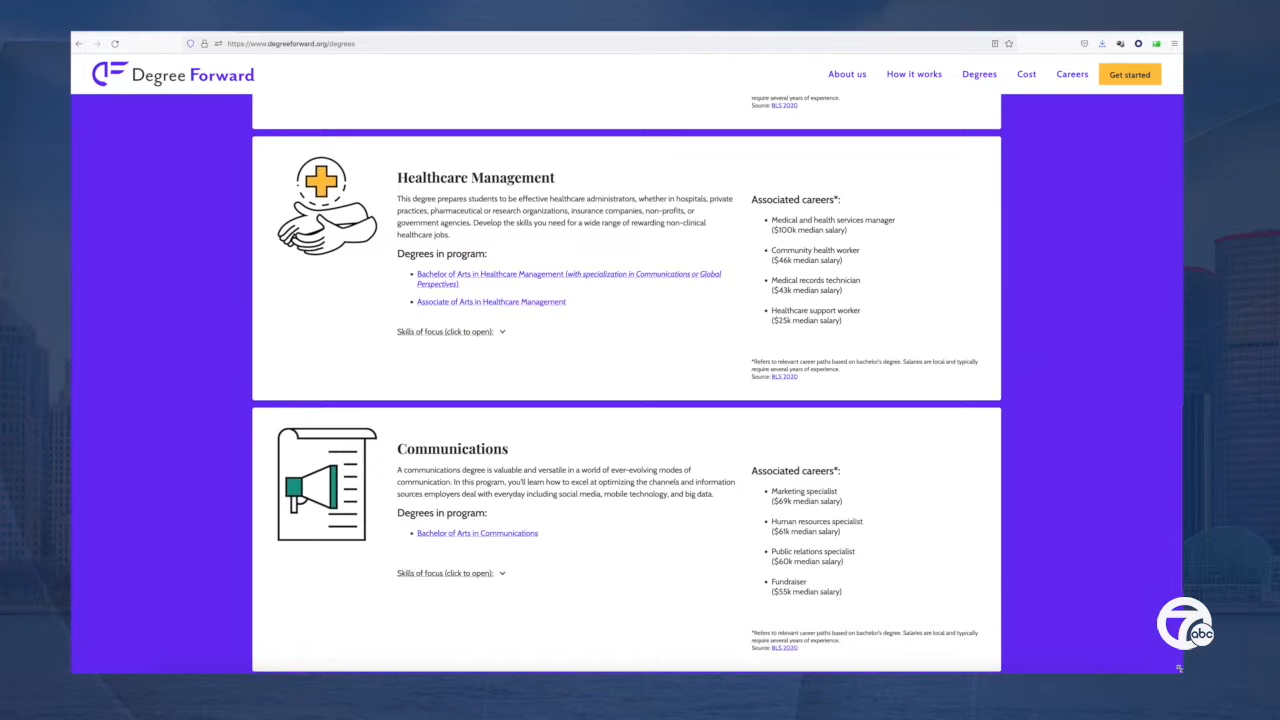 https://www.degreeforward.org/degrees
Degree Forward
About us
How it works
Degrees
Cost
Careers
Get started
require several years of experience.
Source: BLS 2020
Healthcare Management
This degree prepares students to be effective healthcare administrators, whether in hospitals, private
practices, pharmaceutical or research organizations, insurance companies, non-profits, or
government agencies. Develop the skills you need for a wide range of rewarding non-clinical
healthcare jobs.
Degrees in program:
• Bachelor of Arts in Healthcare Management (with specialization in Communications or Global
Perspectives)
• Associate of Arts in Healthcare Management
Skills of focus (click to open):
Associated careers*:
• Medical and health services manager
($100k median salary)
• Community health worker
($46k median salary)
• Medical records technician
($43k median salary)
• Healthcare support worker
($25k median salary)
*Refers to relevant career paths based on bachelor's degree. Salaries are local and typically
require several years of experience.
Source: BLS 2020
Communications
A communications degree is valuable and versatile in a world of ever-evolving modes of
communication. In this program, you'll learn how to excel at optimizing the channels and information
sources employers deal with everyday including social media, mobile technology, and big data.
Degrees in program:
• Bachelor of Arts in Communications
Skills of focus (click to open):
Associated careers*:
• Marketing specialist
($69k median salary)
• Human resources specialist
($61k median salary)
• Public relations specialist
($60k median salary)
• Fundraiser
($55k median salary)
*Refers to relevant career paths based on bachelor's degree. Salaries are local and typically
require several years of experience.
Source: BLS 2020
7 abc